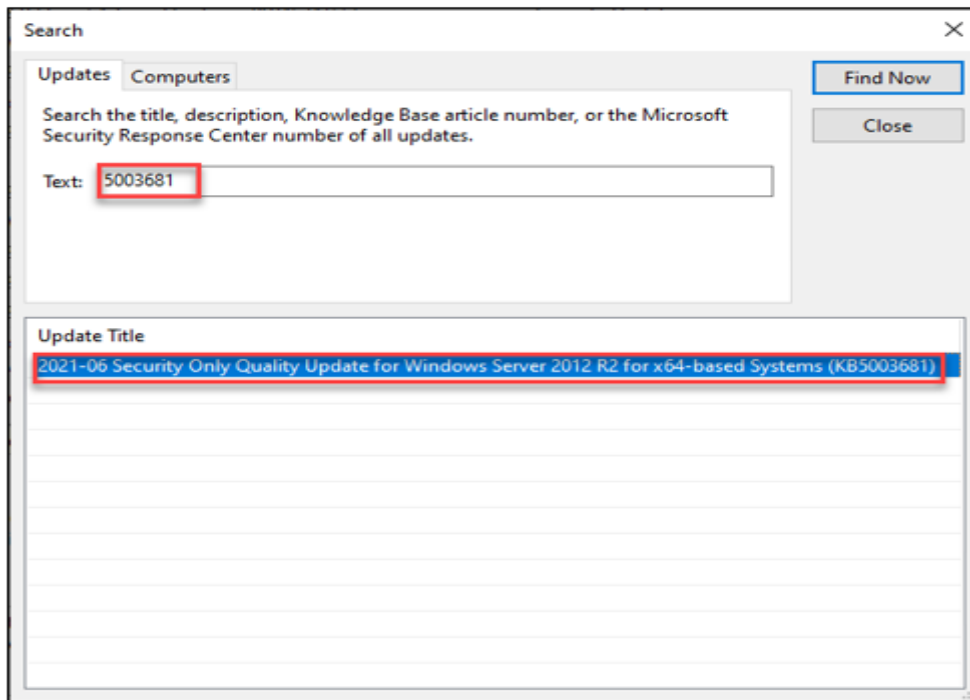 Search
Updates
Computers
Find Now
Search the title, description, Knowledge Base article number, or the Microsoft
Security Response Center number of all updates.
Close
Text:
5003681
Update Title
2021-06 Security Only Quality Update for Windows Server 2012 R2 for x64-based Systems (KB5003681)